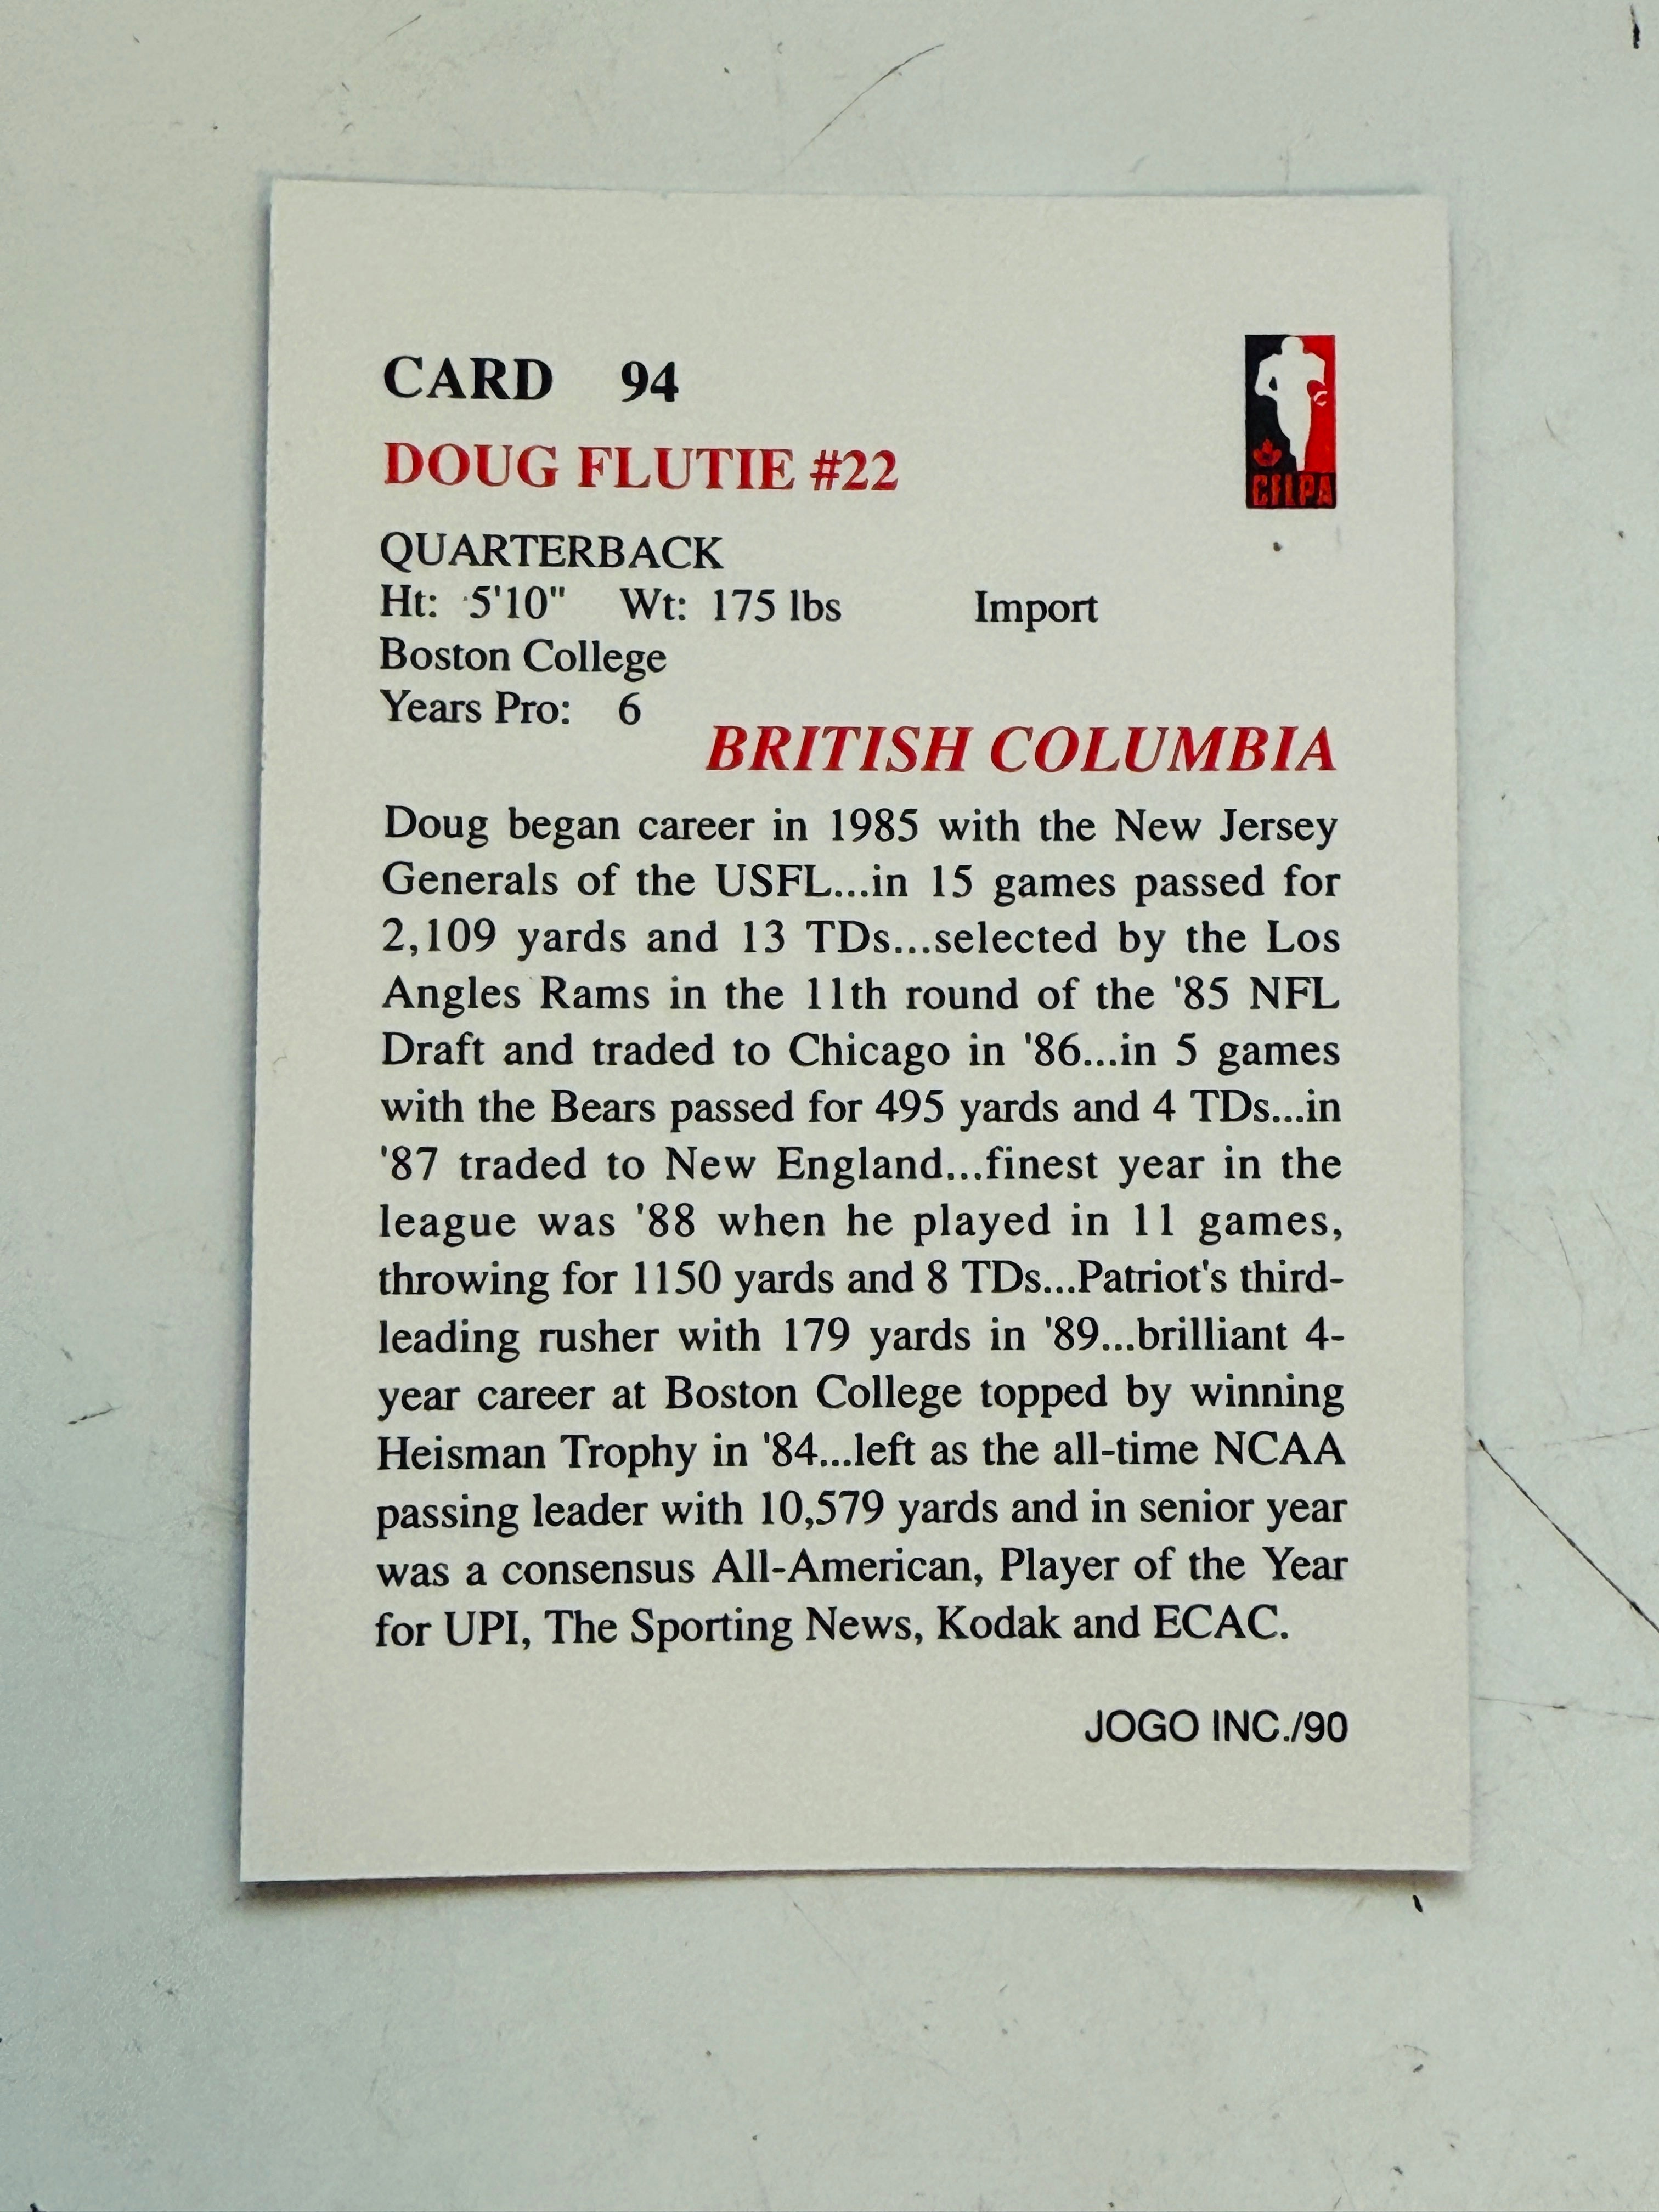 CARD 94
DOUG FLUTIE #22
CFLPA
QUARTERBACK
Ht: 5'10" Wt: 175 lbs Import
Boston College
Years Pro: 6
BRITISH COLUMBIA
Doug began career in 1985 with the New Jersey
Generals of the USFL...in 15 games passed for
2,109 yards and 13 TDs...selected by the Los
Angles Rams in the 11th round of the '85 NFL
Draft and traded to Chicago in '86...in 5 games
with the Bears passed for 495 yards and 4 TDs...in
'87 traded to New England...finest year in the
league was '88 when he played in 11 games,
throwing for 1150 yards and 8 TDs...Patriot's third-
leading rusher with 179 yards in '89...brilliant 4-
year career at Boston College topped by winning
Heisman Trophy in '84...left as the all-time NCAA
passing leader with 10,579 yards and in senior year
was a consensus All-American, Player of the Year
for UPI, The Sporting News, Kodak and ECAC.
JOGO INC./90